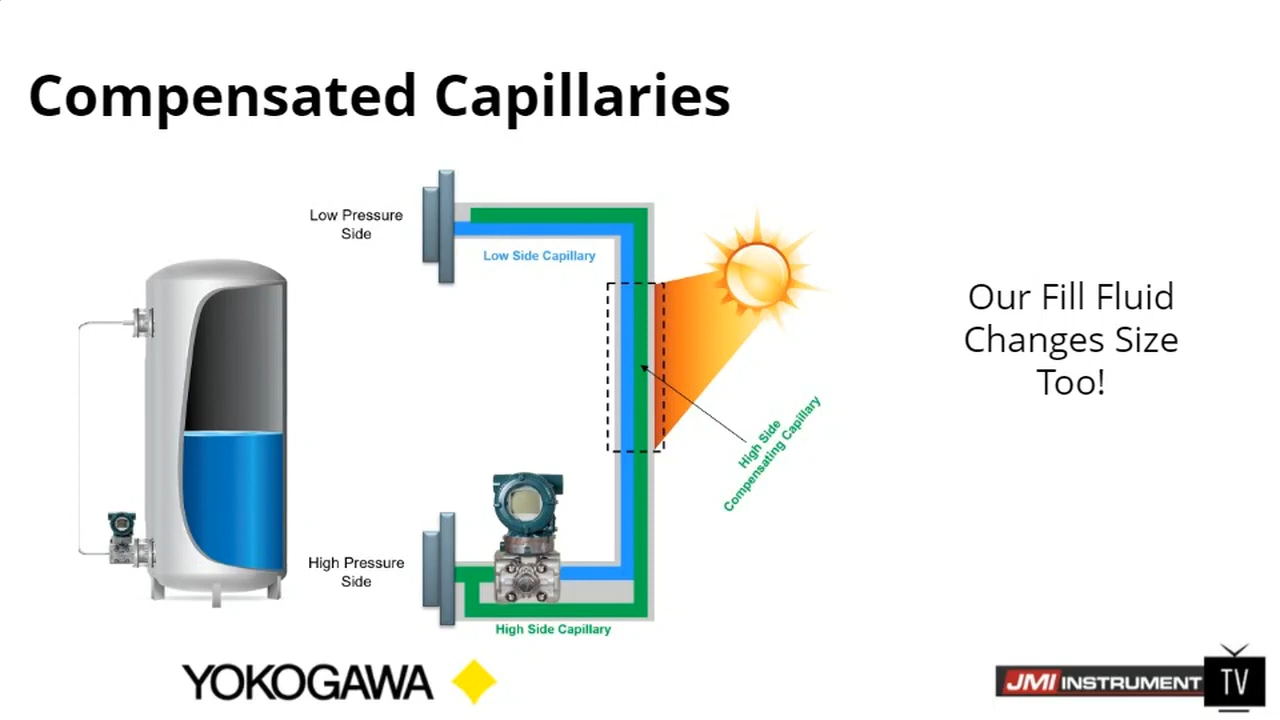 Compensated Capillaries
Low Pressure
Side
Low Side Capillary
Our Fill Fluid
Changes Size
Too!
High Side
Compensating Capillary
High Pressure
Side
High Side Capillary
YOKOGAWA
JMI INSTRUMENT TV